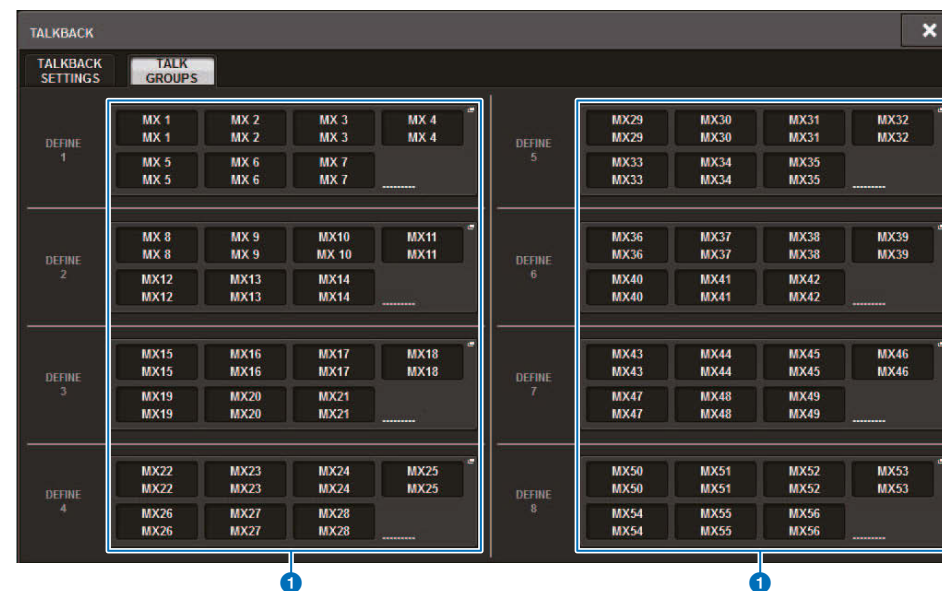 TALKBACK
TALKBACK SETTINGS
TALK GROUPS
DEFINE 1
MX 1 MX 2 MX 3 MX 4
MX 1 MX 2 MX 3 MX 4
MX 5 MX 6 MX 7
MX 5 MX 6 MX 7 ---------
DEFINE 2
MX 8 MX 9 MX10 MX11
MX 8 MX 9 MX 10 MX11
MX12 MX13 MX14
MX12 MX13 MX14 ---------
DEFINE 3
MX15 MX16 MX17 MX18
MX15 MX16 MX17 MX18
MX19 MX20 MX21
MX19 MX20 MX21 ---------
DEFINE 4
MX22 MX23 MX24 MX25
MX22 MX23 MX24 MX25
MX26 MX27 MX28
MX26 MX27 MX28 ---------
DEFINE 5
MX29 MX30 MX31 MX32
MX29 MX30 MX31 MX32
MX33 MX34 MX35
MX33 MX34 MX35 ---------
DEFINE 6
MX36 MX37 MX38 MX39
MX36 MX37 MX38 MX39
MX40 MX41 MX42
MX40 MX41 MX42 ---------
DEFINE 7
MX43 MX44 MX45 MX46
MX43 MX44 MX45 MX46
MX47 MX48 MX49
MX47 MX48 MX49 ---------
DEFINE 8
MX50 MX51 MX52 MX53
MX50 MX51 MX52 MX53
MX54 MX55 MX56
MX54 MX55 MX56 ---------
1 1